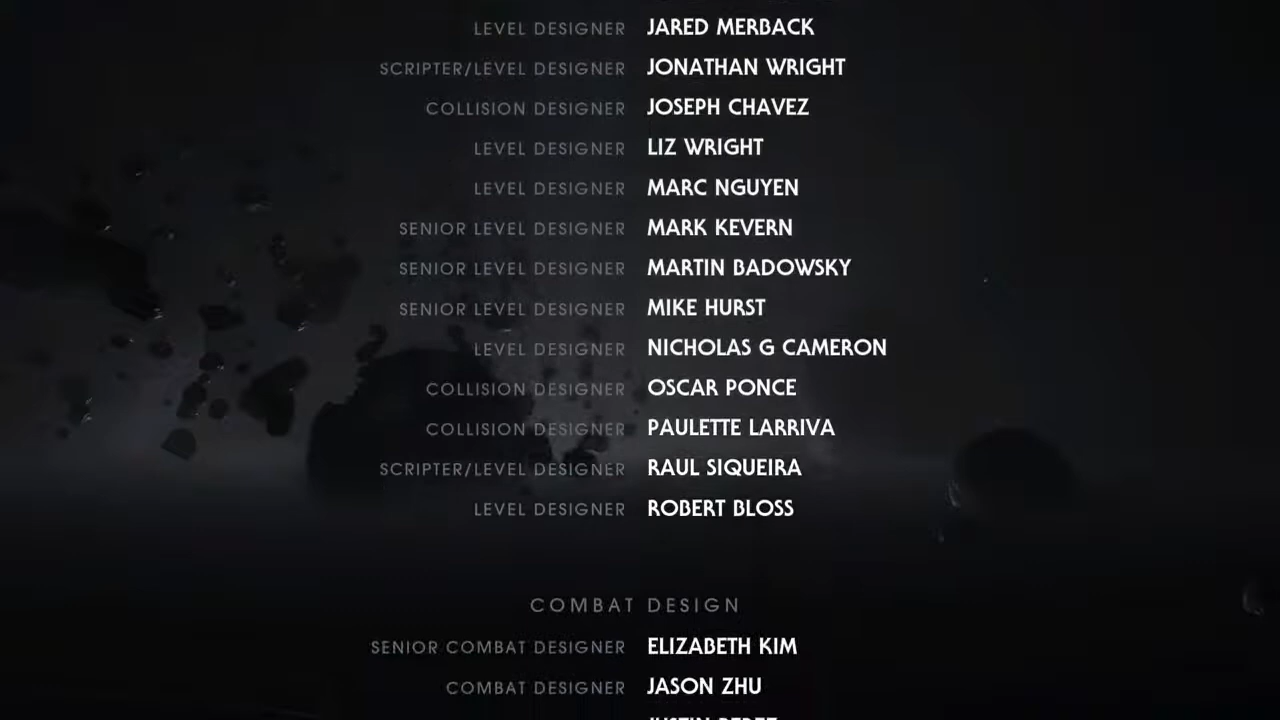 LEVEL DESIGNER JARED MERBACK
SCRIPTER/LEVEL DESIGNER JONATHAN WRIGHT
COLLISION DESIGNER JOSEPH CHAVEZ
LEVEL DESIGNER LIZ WRIGHT
LEVEL DESIGNER MARC NGUYEN
SENIOR LEVEL DESIGNER MARK KEVERN
SENIOR LEVEL DESIGNER MARTIN BADOWSKY
SENIOR LEVEL DESIGNER MIKE HURST
LEVEL DESIGNER NICHOLAS G CAMERON
COLLISION DESIGNER OSCAR PONCE
COLLISION DESIGNER PAULETTE LARRIVA
SCRIPTER/LEVEL DESIGNER RAUL SIQUEIRA
LEVEL DESIGNER ROBERT BLOSS
COMBAT DESIGN
SENIOR COMBAT DESIGNER ELIZABETH KIM
COMBAT DESIGNER JASON ZHU